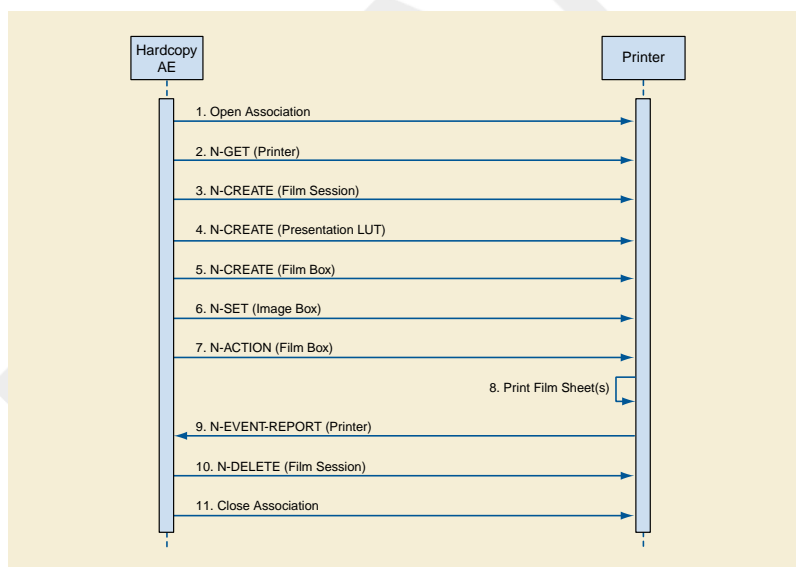 Hardcopy
AE
Printer
1. Open Association
2. N-GET (Printer)
3. N-CREATE (Film Session)
4. N-CREATE (Presentation LUT)
5. N-CREATE (Film Box)
6. N-SET (Image Box)
7. N-ACTION (Film Box)
8. Print Film Sheet(s)
9. N-EVENT-REPORT (Printer)
10. N-DELETE (Film Session)
11. Close Association